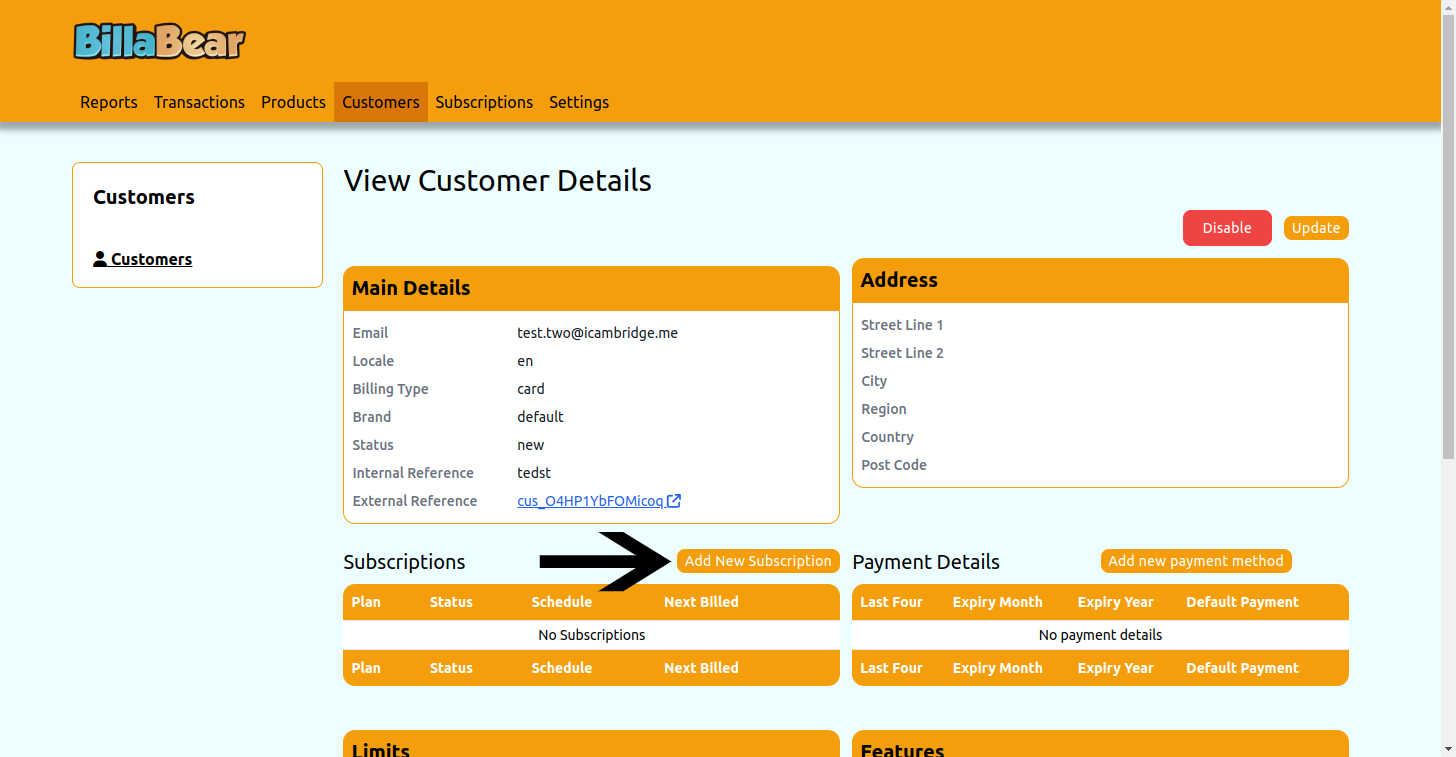 BillaBear
Reports Transactions Products Customers Subscriptions Settings
Customers
Customers
View Customer Details
Disable Update
Main Details
Email test.two@icambridge.me
Locale en
Billing Type card
Brand default
Status new
Internal Reference tedst
External Reference cus_O4HP1YbFOMicoq
Address
Street Line 1
Street Line 2
City
Region
Country
Post Code
Subscriptions Add New Subscription
Plan Status Schedule Next Billed
No Subscriptions
Plan Status Schedule Next Billed
Payment Details Add new payment method
Last Four Expiry Month Expiry Year Default Payment
No payment details
Last Four Expiry Month Expiry Year Default Payment
Limits
Features